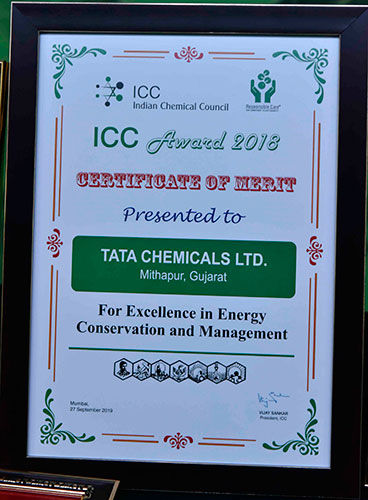 ICC
Indian Chemical Council
Responsible Care®
ICC Award 2018
CERTIFICATE OF MERIT
Presented to
TATA CHEMICALS LTD.
Mithapur, Gujarat
For Excellence in Energy
Conservation and Management
Mumbai,
27 September 2019
VIJAY SANKAR
President, ICC